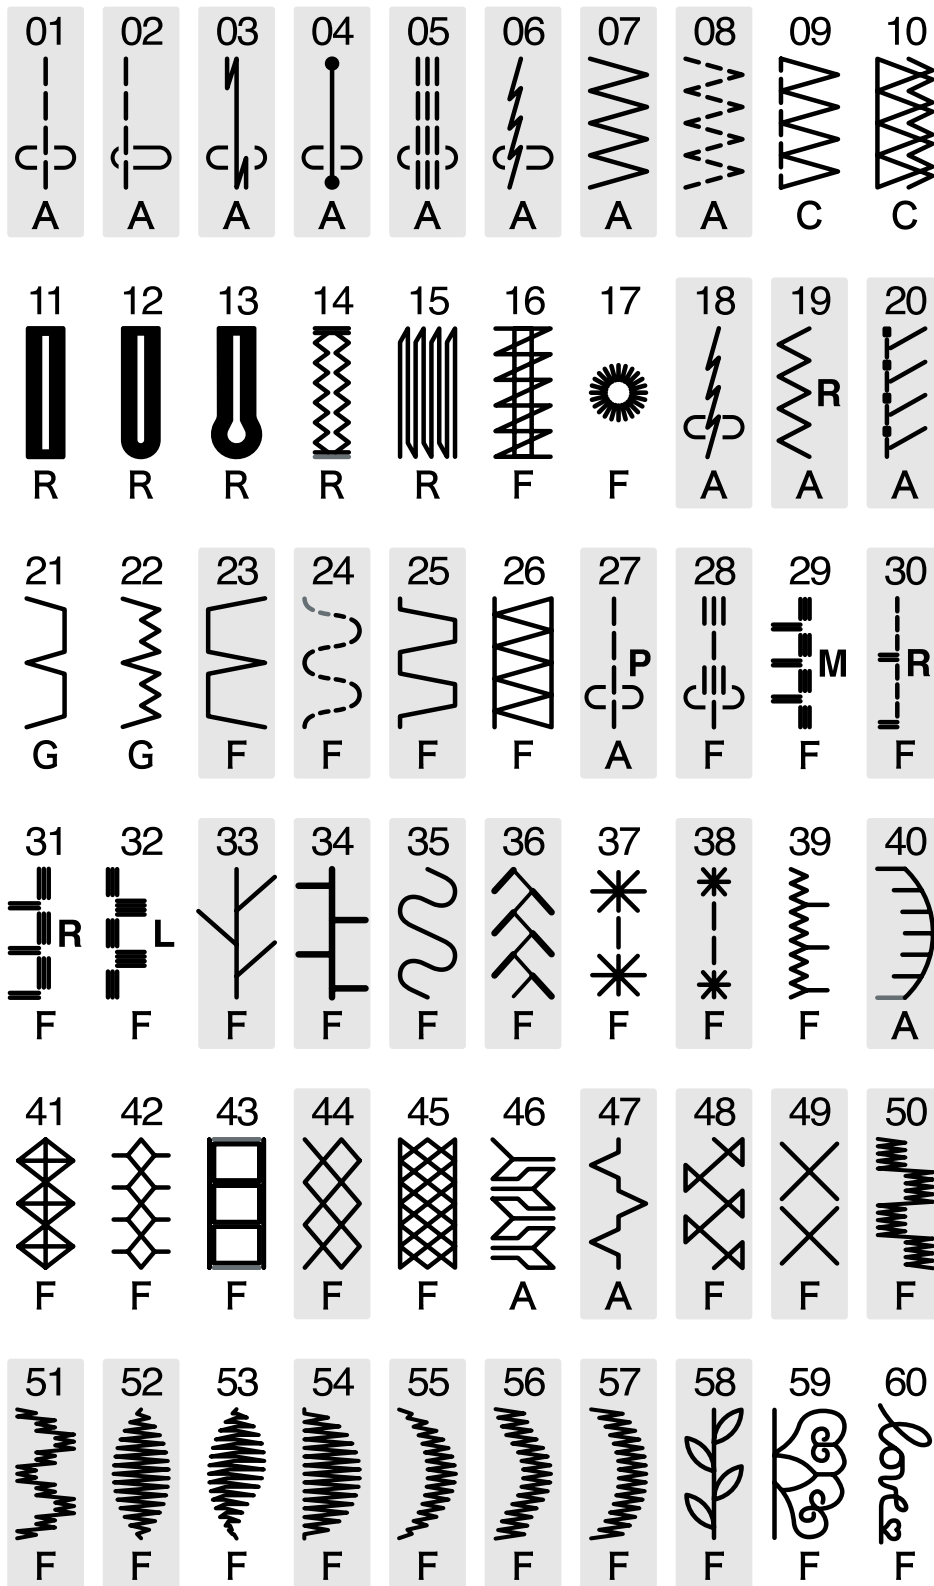 01 02 03 04 05 06 07 08 09 10
A A A A A A A A C C
11 12 13 14 15 16 17 18 19 20
R
R R R R R F F A A A
21 22 23 24 25 26 27 28 29 30
P M R
G G F F F F A F F F
31 32 33 34 35 36 37 38 39 40
R L
F F F F F F F F F A
41 42 43 44 45 46 47 48 49 50
F F F F F A A F F F
51 52 53 54 55 56 57 58 59 60
love
F F F F F F F F F F